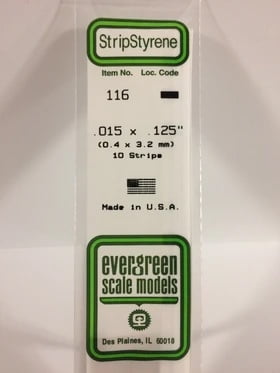 StripStyrene
Item No. Loc. Code
116
.015 x .125"
(0.4 x 3.2 mm)
10 Strips
Made in U.S.A.
evergreen
scale models
Des Plaines, IL 60018